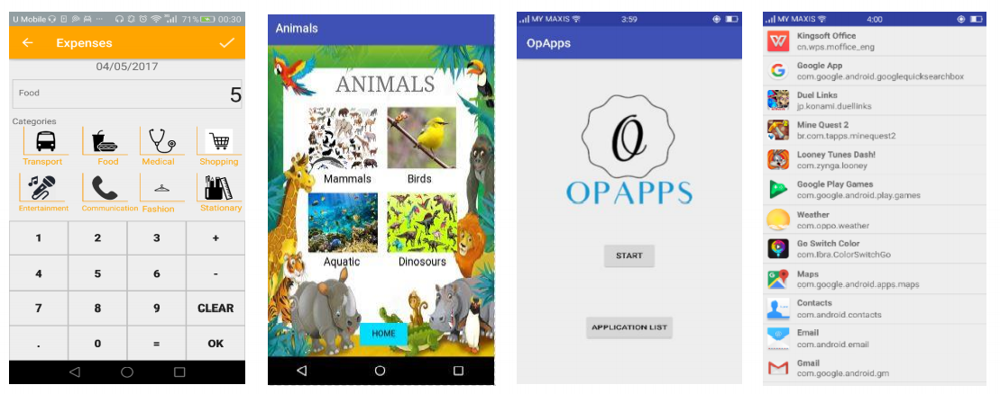 U Mobile 71% 00:30
Expenses
04/05/2017
Food 5
Categories
Transport Food Medical Shopping
Entertainment Communication Fashion Stationary
1 2 3 +
4 5 6 -
7 8 9 CLEAR
. 0 = OK
Animals
ANIMALS
Mammals Birds
Aquatic Dinosours
HOME
MY MAXIS 3:59
OpApps
O
OPAPPS
START
APPLICATION LIST
MY MAXIS 4:00
Kingsoft Office
cn.wps.moffice_eng
Google App
com.google.android.googlequicksearchbox
Duel Links
jp.konami.duellinks
Mine Quest 2
br.com.tapps.minequest2
Looney Tunes Dash!
com.zynga.looney
Google Play Games
com.google.android.play.games
Weather
com.oppo.weather
Go Switch Color
com.Ibra.ColorSwitchGo
Maps
com.google.android.apps.maps
Contacts
com.android.contacts
Email
com.android.email
Gmail
com.google.android.gm